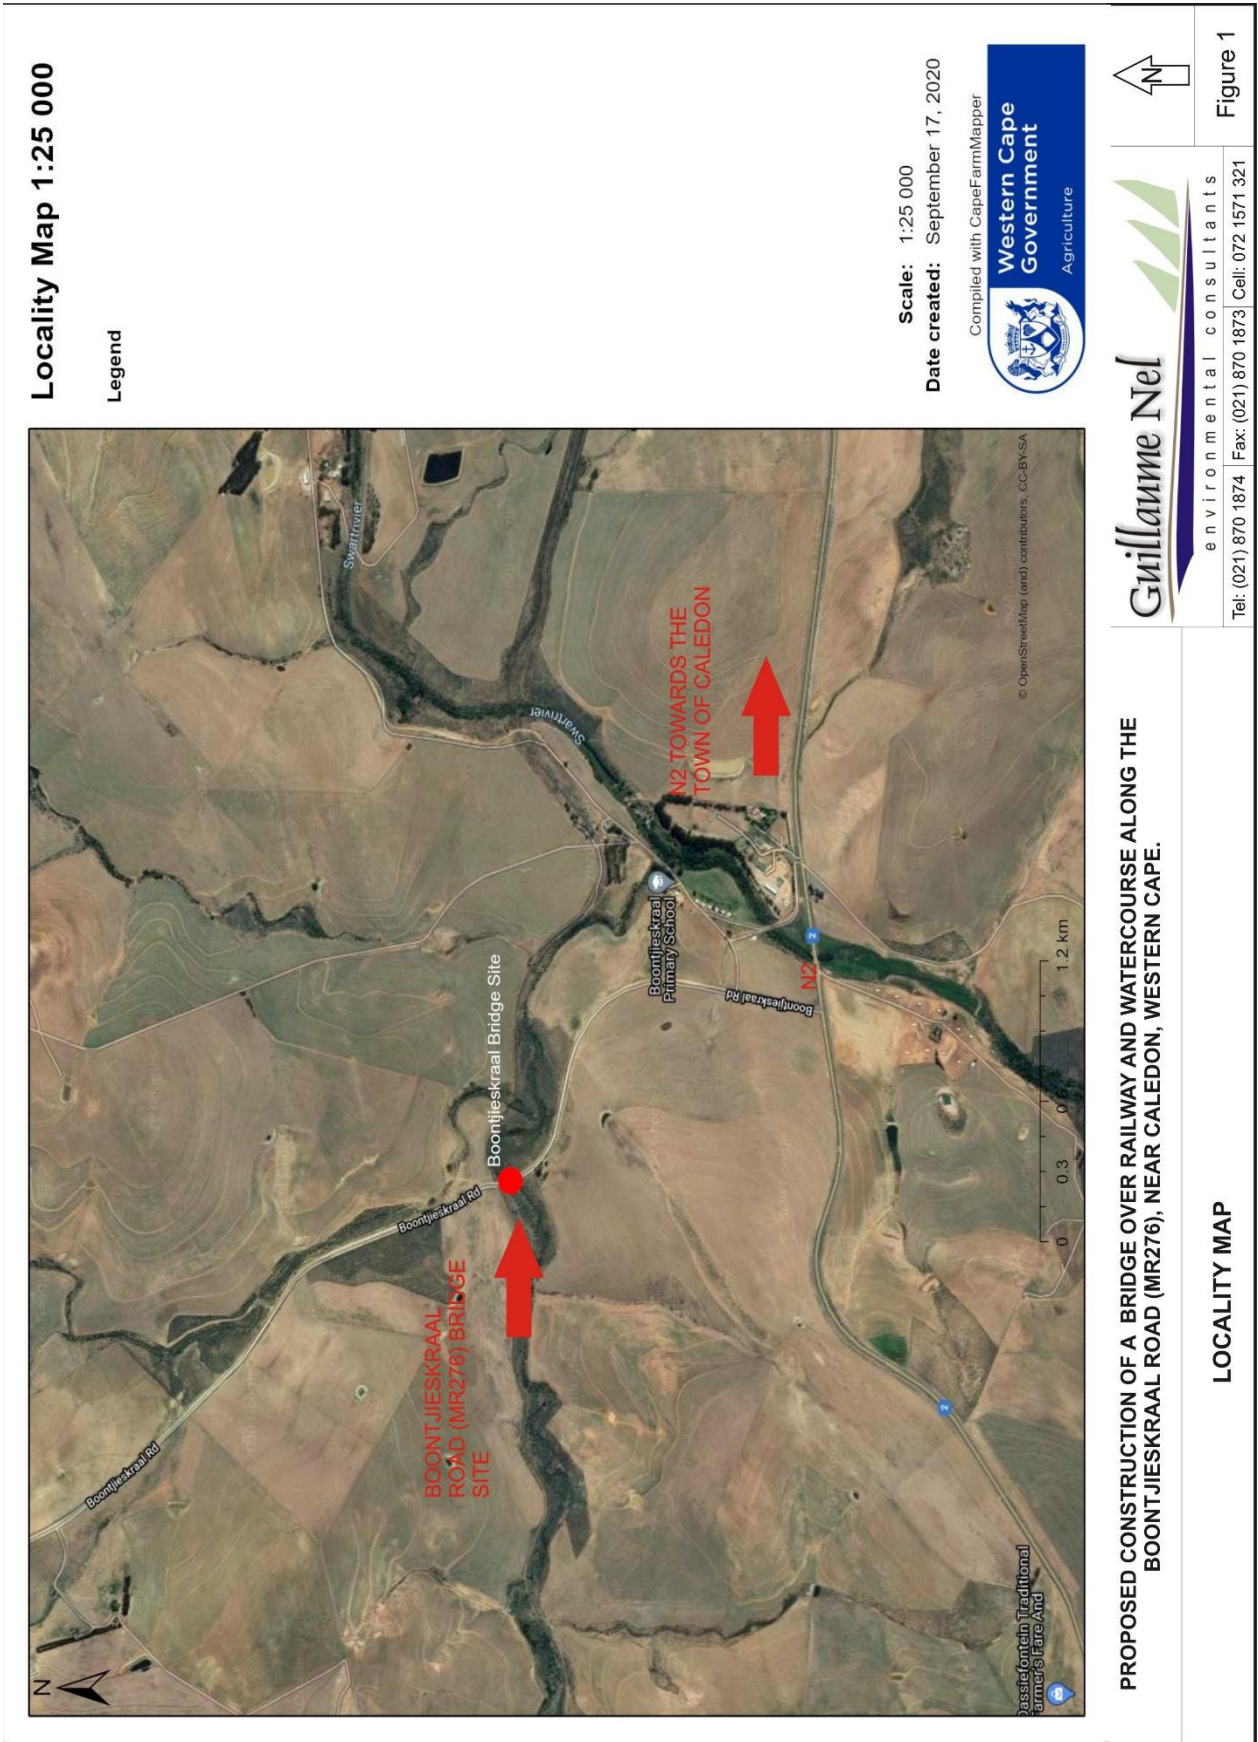 Locality Map 1:25 000
Legend
N
Boontjieskraal Rd
Boontjieskraal Rd
BOONTJIESKRAAL
ROAD (MR276) BRIDGE
SITE
Boontjieskraal Bridge Site
Swartrivier
Swartrivier
Boontjieskraal
Primary School
Boontjieskraal Rd
N2 TOWARDS THE
TOWN OF CALEDON
N2
2
2
Dassiefontein Traditional
Farmer's Fare And
0 0.3 0.6 1.2 km
© OpenStreetMap (and) contributors, CC-BY-SA
Scale: 1:25 000
Date created: September 17, 2020
Compiled with CapeFarmMapper
Western Cape
Government
Agriculture
PROPOSED CONSTRUCTION OF A BRIDGE OVER RAILWAY AND WATERCOURSE ALONG THE
BOONTJIESKRAAL ROAD (MR276), NEAR CALEDON, WESTERN CAPE.
LOCALITY MAP
Guillaume Nel
environmental consultants
Tel: (021) 870 1874 Fax: (021) 870 1873 Cell: 072 1571 321
N
Figure 1